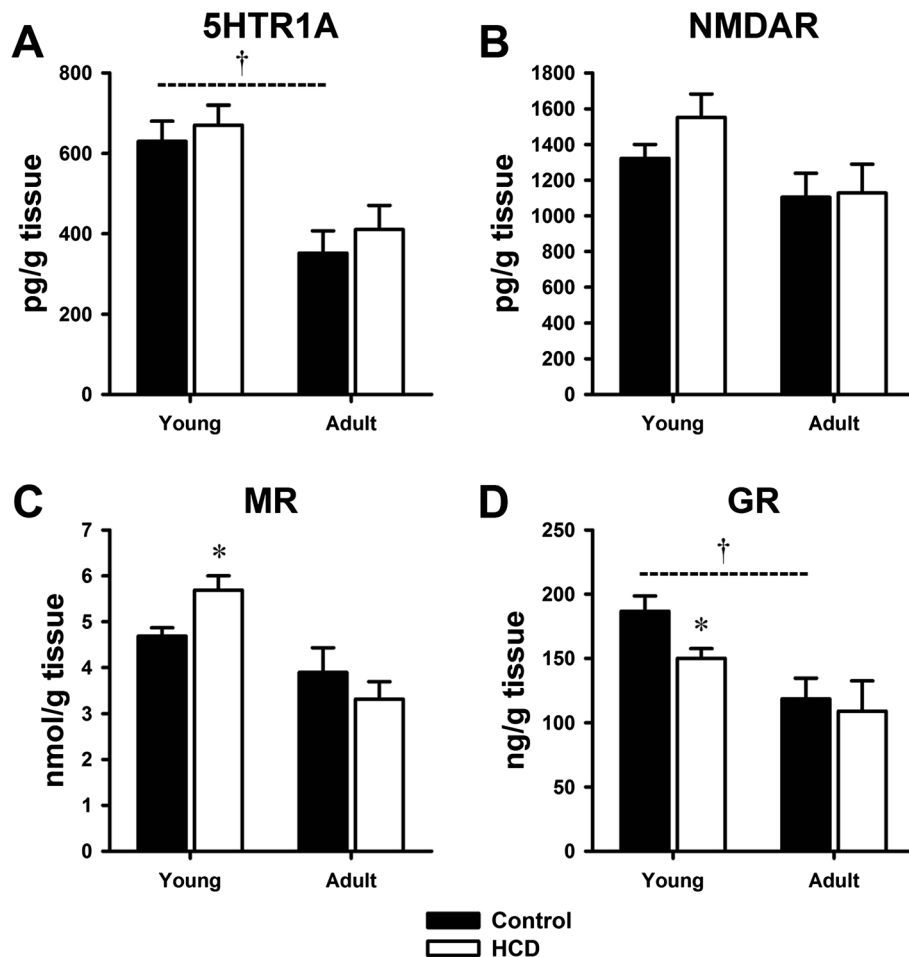 A
5HTR1A
†
800
600
400
200
0
pg/g tissue
Young
Adult
B
NMDAR
1800
1600
1400
1200
1000
800
600
400
200
0
pg/g tissue
Young
Adult
C
MR
7
6
5
4
3
2
1
0
nmol/g tissue
*
Young
Adult
D
GR
250
200
150
100
50
0
ng/g tissue
†
*
Young
Adult
Control
HCD